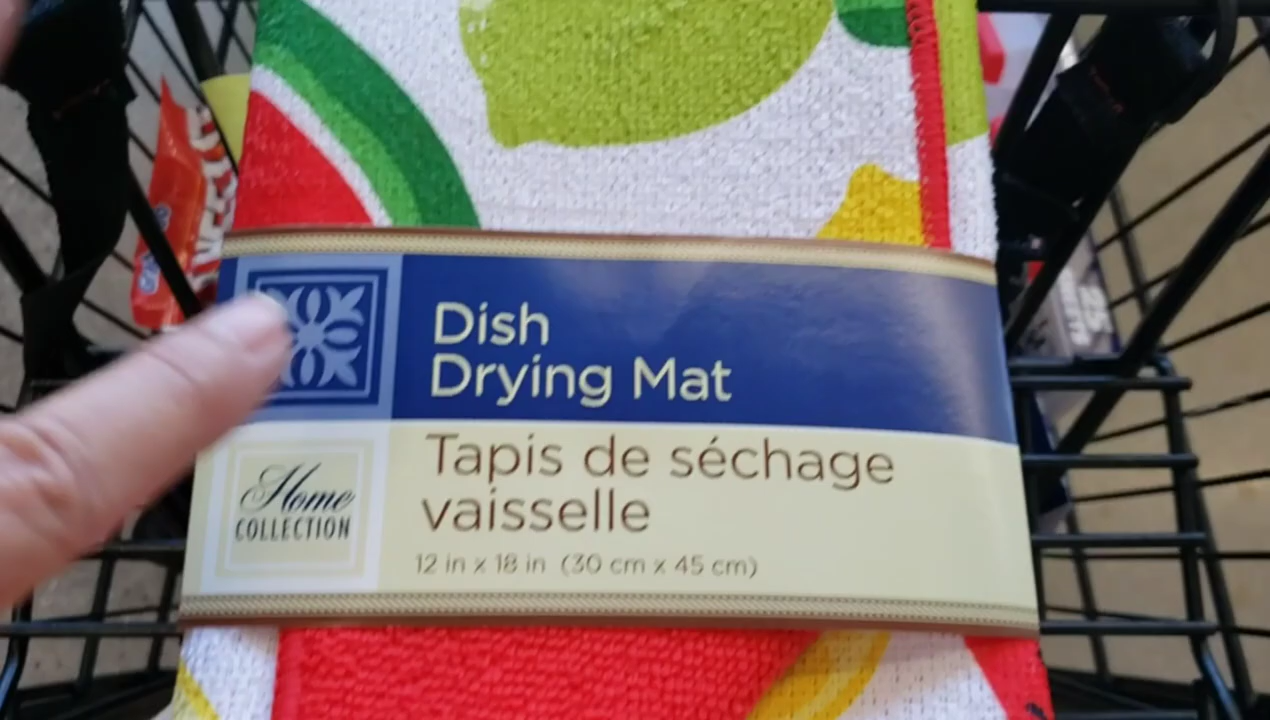 Dish
Drying Mat
Tapis de séchage
vaisselle
Home
COLLECTION
12 in x 18 in (30 cm x 45 cm)